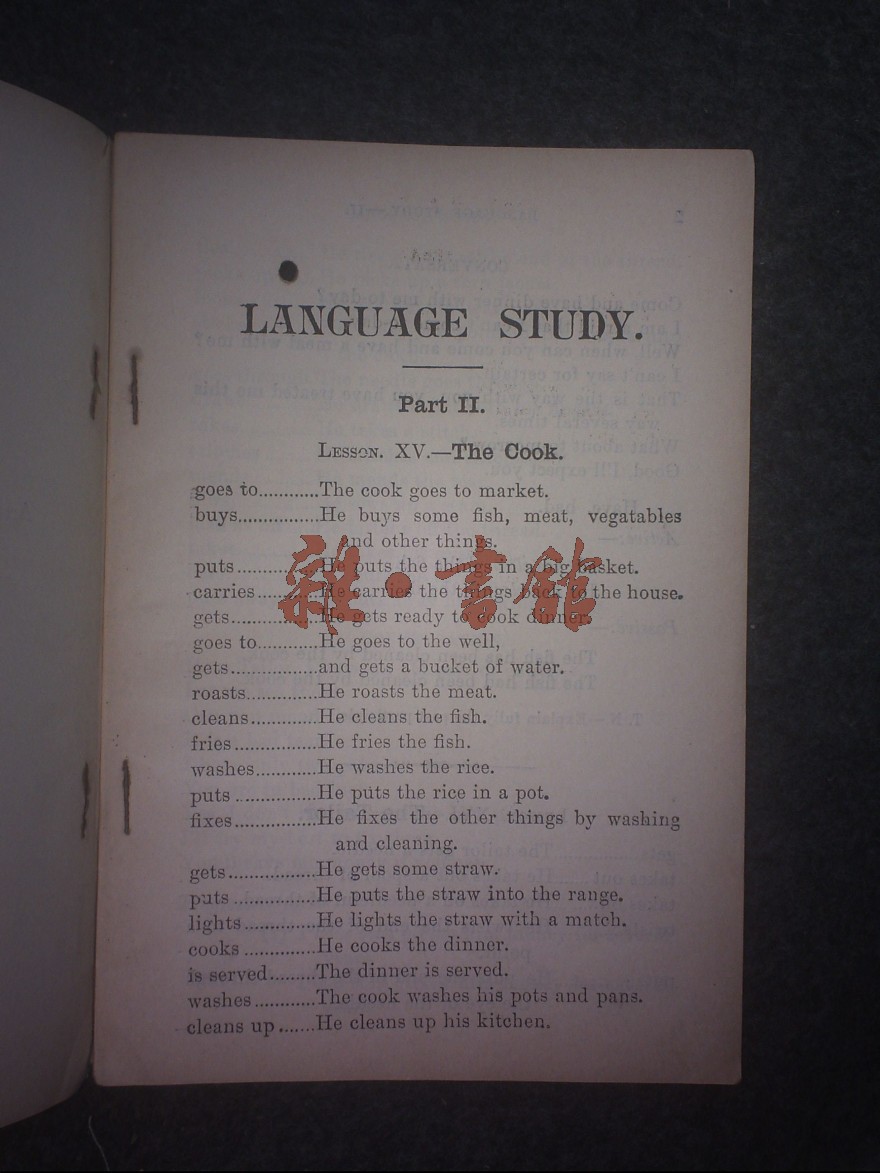 LANGUAGE STUDY.
Part II.
LESSON. XV.—The Cook.
goes to............The cook goes to market.
buys................He buys some fish, meat, vegatables
and other things.
puts................He puts the things in a big basket.
carries............He carries the things back to the house.
gets................He gets ready to cook dinner.
goes to............He goes to the well,
gets.................and gets a bucket of water.
roasts..............He roasts the meat.
cleans.............He cleans the fish.
fries................He fries the fish.
washes............He washes the rice.
puts ................He puts the rice in a pot.
fixes................He fixes the other things by washing
and cleaning.
gets.................He gets some straw.
puts ................He puts the straw into the range.
lights..............He lights the straw with a match.
cooks ..............He cooks the dinner.
is served.........The dinner is served.
washes............The cook washes his pots and pans.
cleans up .......He cleans up his kitchen.
雜·書館